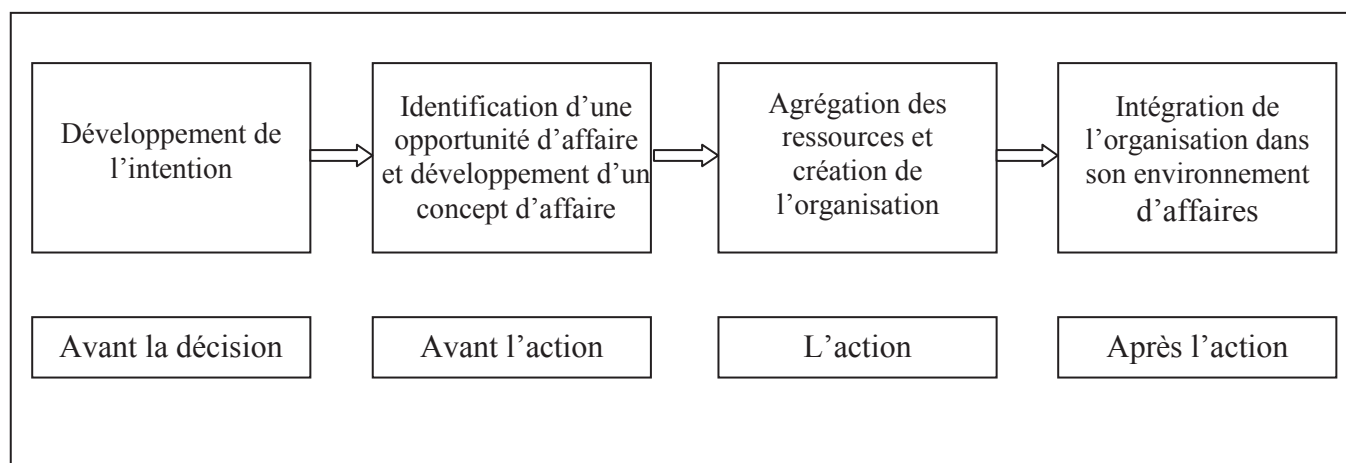 Développement de
l’intention
Identification d’une
opportunité d’affaire
et développement d’un
concept d’affaire
Agrégation des
ressources et
création de
l’organisation
Intégration de
l’organisation dans
son environnement
d’affaires
Avant la décision
Avant l’action
L’action
Après l’action